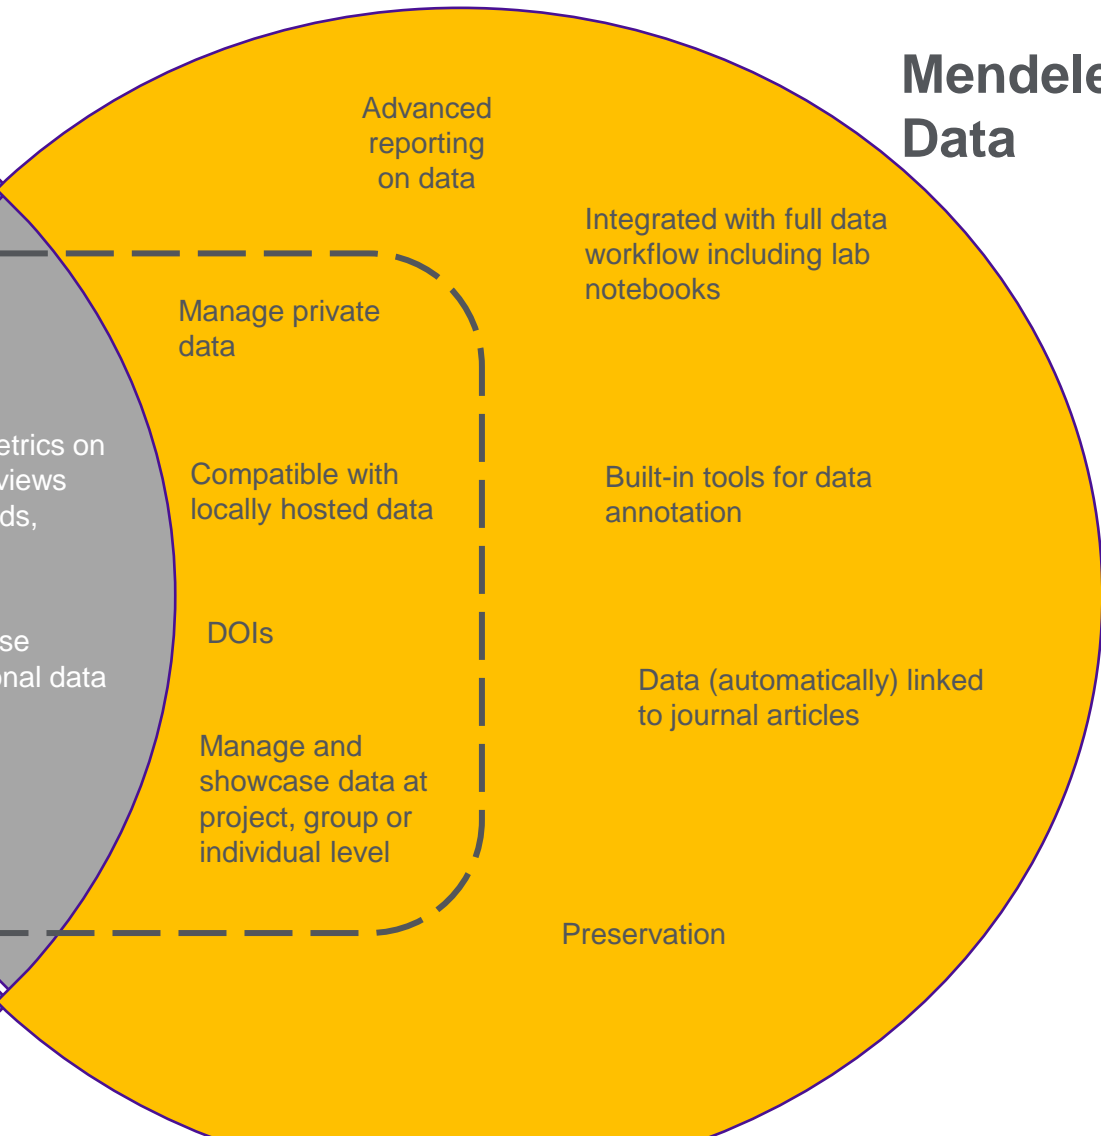 Mendele
Data
Advanced
reporting
on data
Integrated with full data
workflow including lab
notebooks
Manage private
data
etrics on
views
ds,
Compatible with
locally hosted data
Built-in tools for data
annotation
DOIs
se
onal data
Data (automatically) linked
to journal articles
Manage and
showcase data at
project, group or
individual level
Preservation